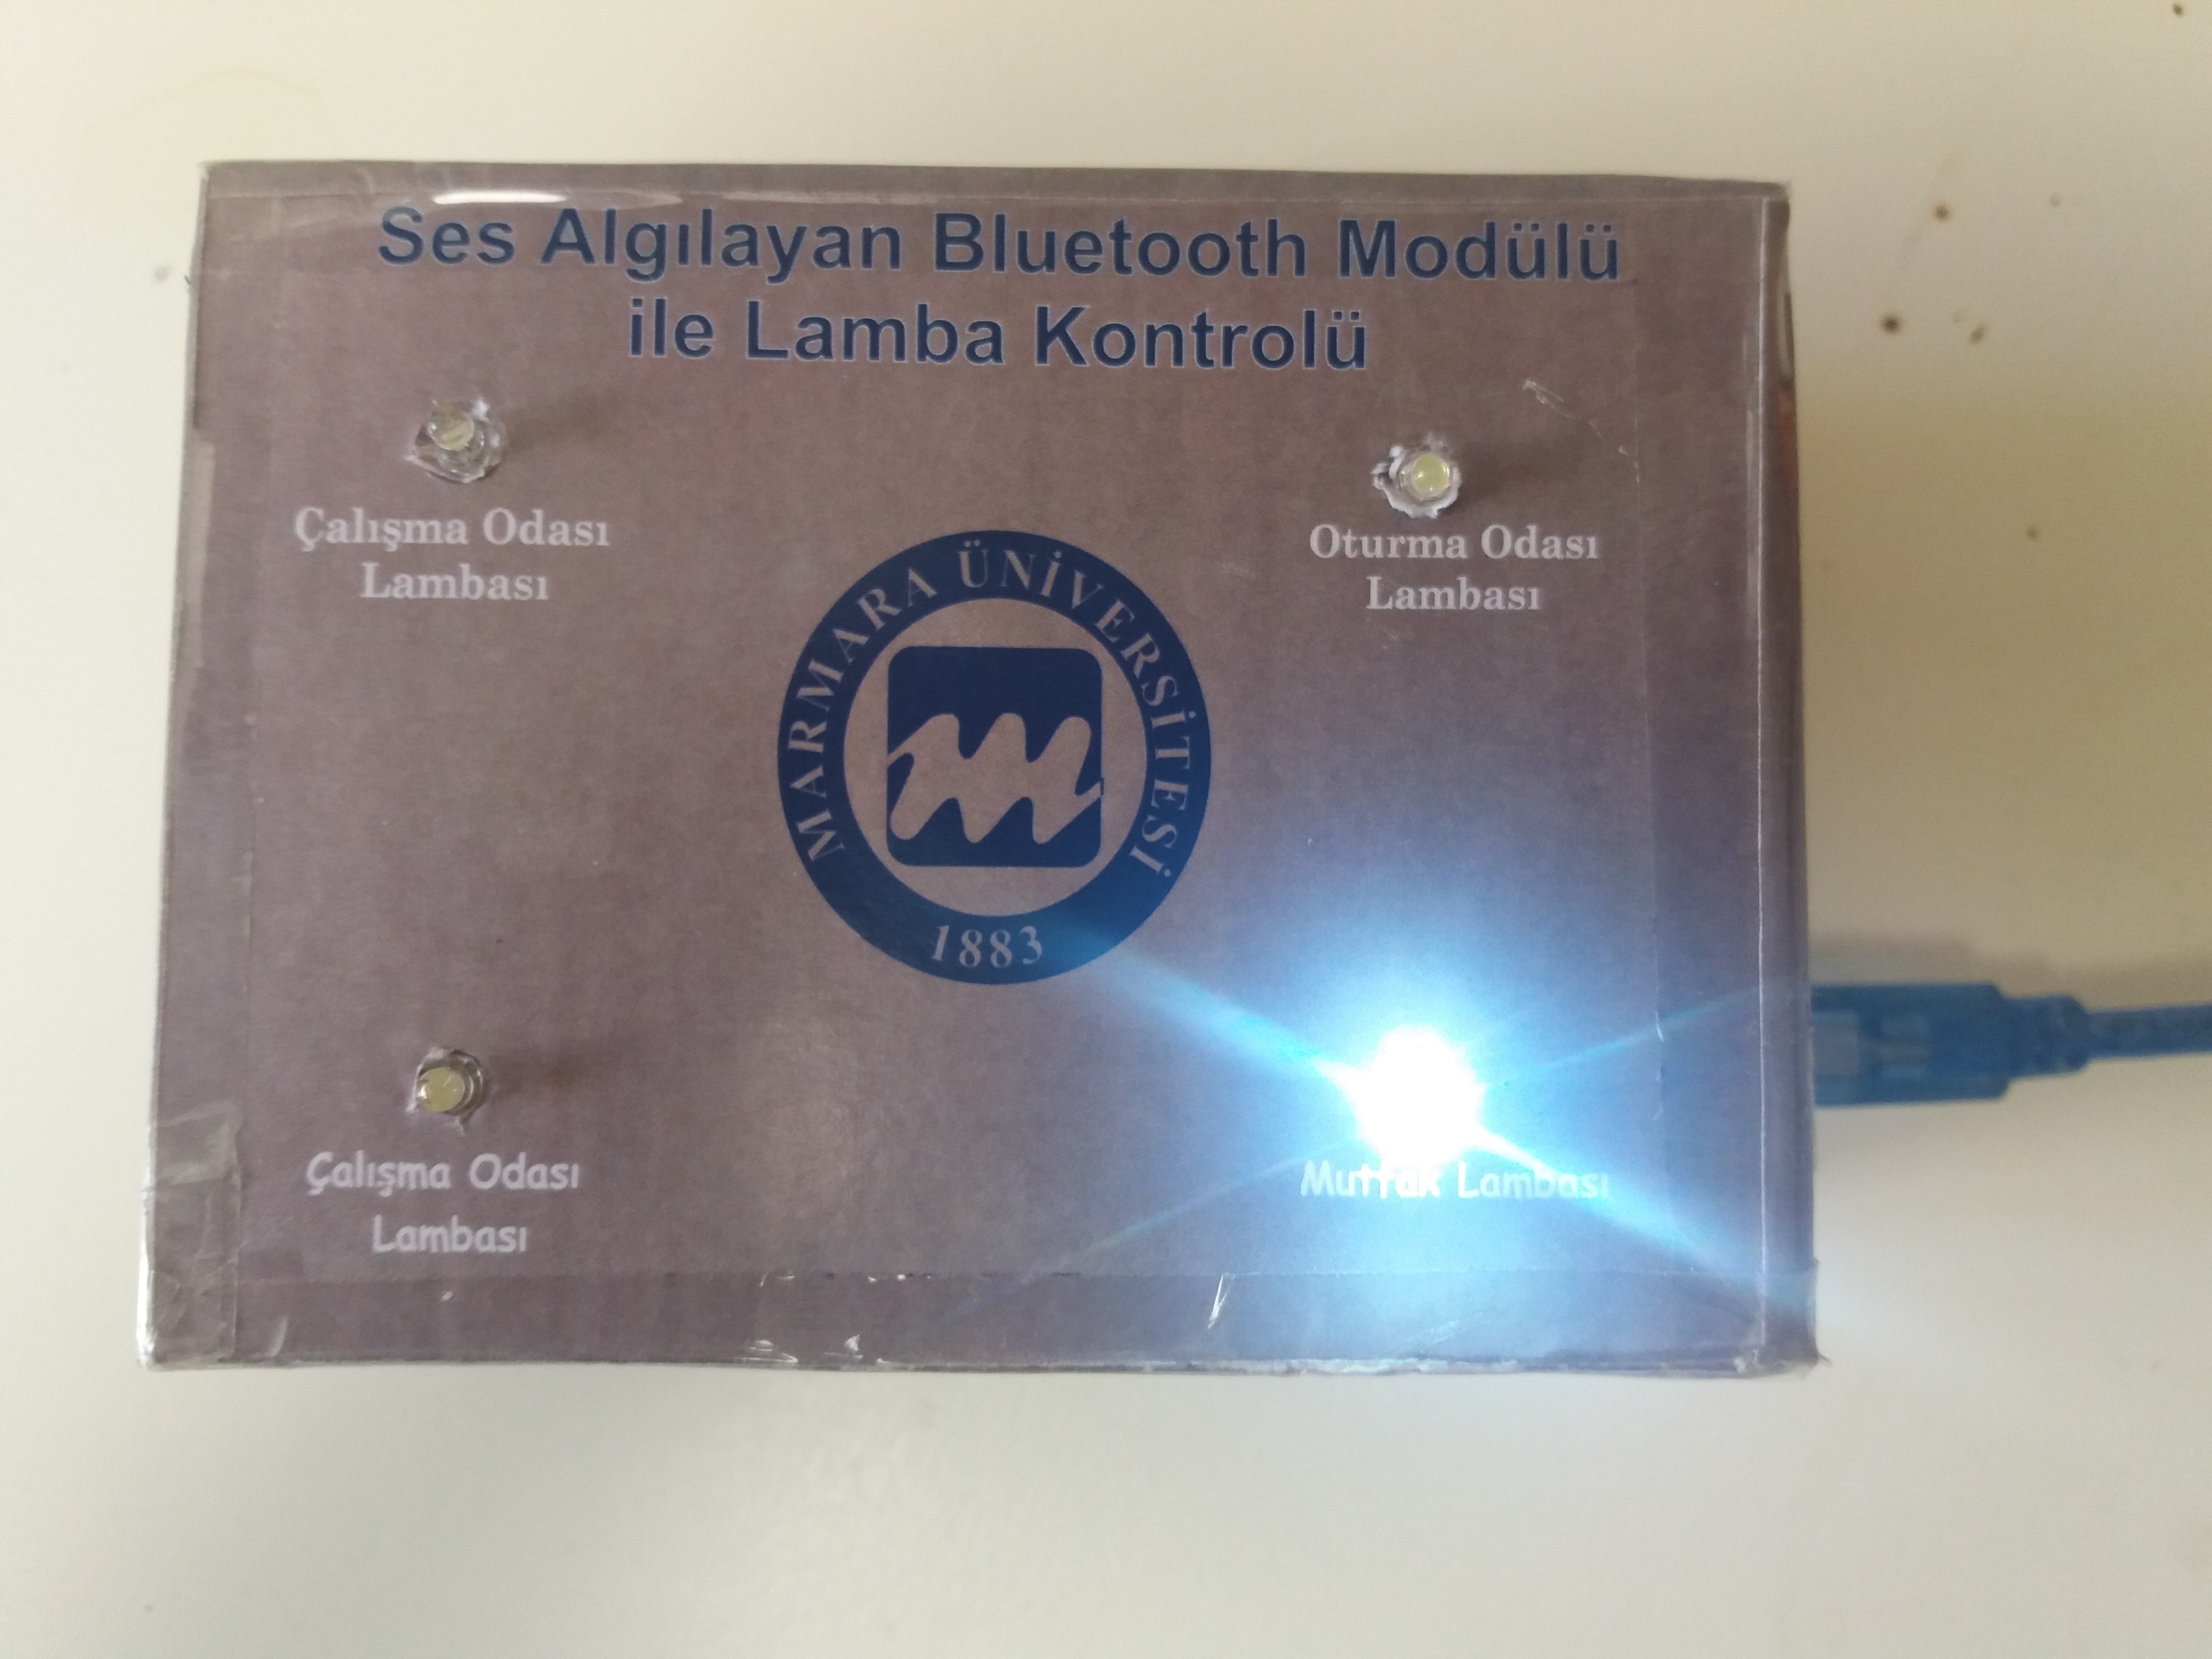 Ses Algılayan Bluetooth Modülü
ile Lamba Kontrolü
Çalışma Odası
Lambası
Oturma Odası
Lambası
MARMARA ÜNİVERSİTESİ
1883
Çalışma Odası
Lambası
Mutfak Lambası